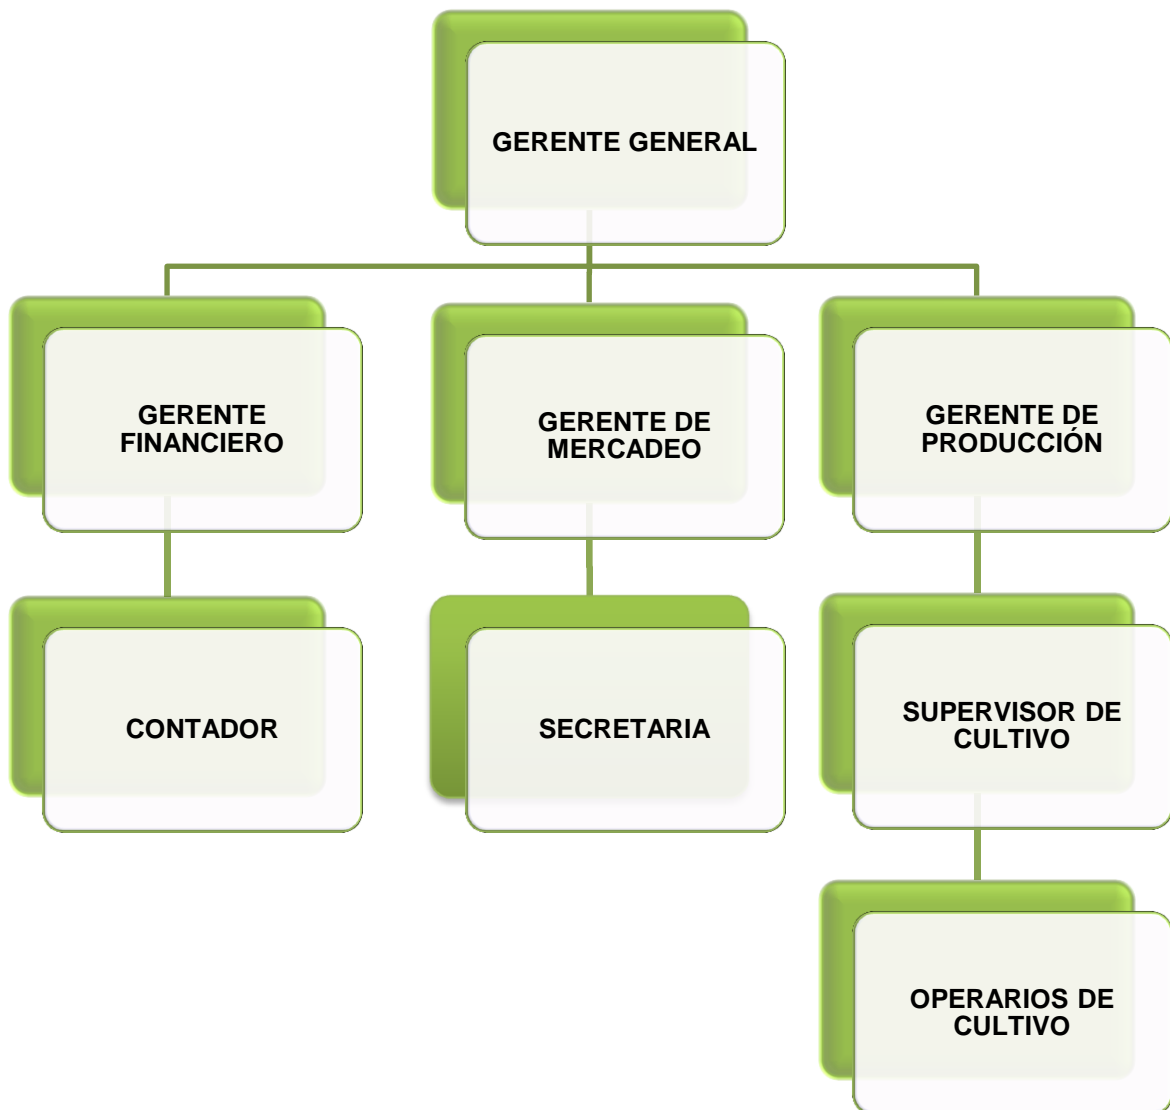 GERENTE GENERAL
GERENTE
FINANCIERO
GERENTE DE
MERCADEO
GERENTE DE
PRODUCCIÓN
CONTADOR
SECRETARIA
SUPERVISOR DE
CULTIVO
OPERARIOS DE
CULTIVO